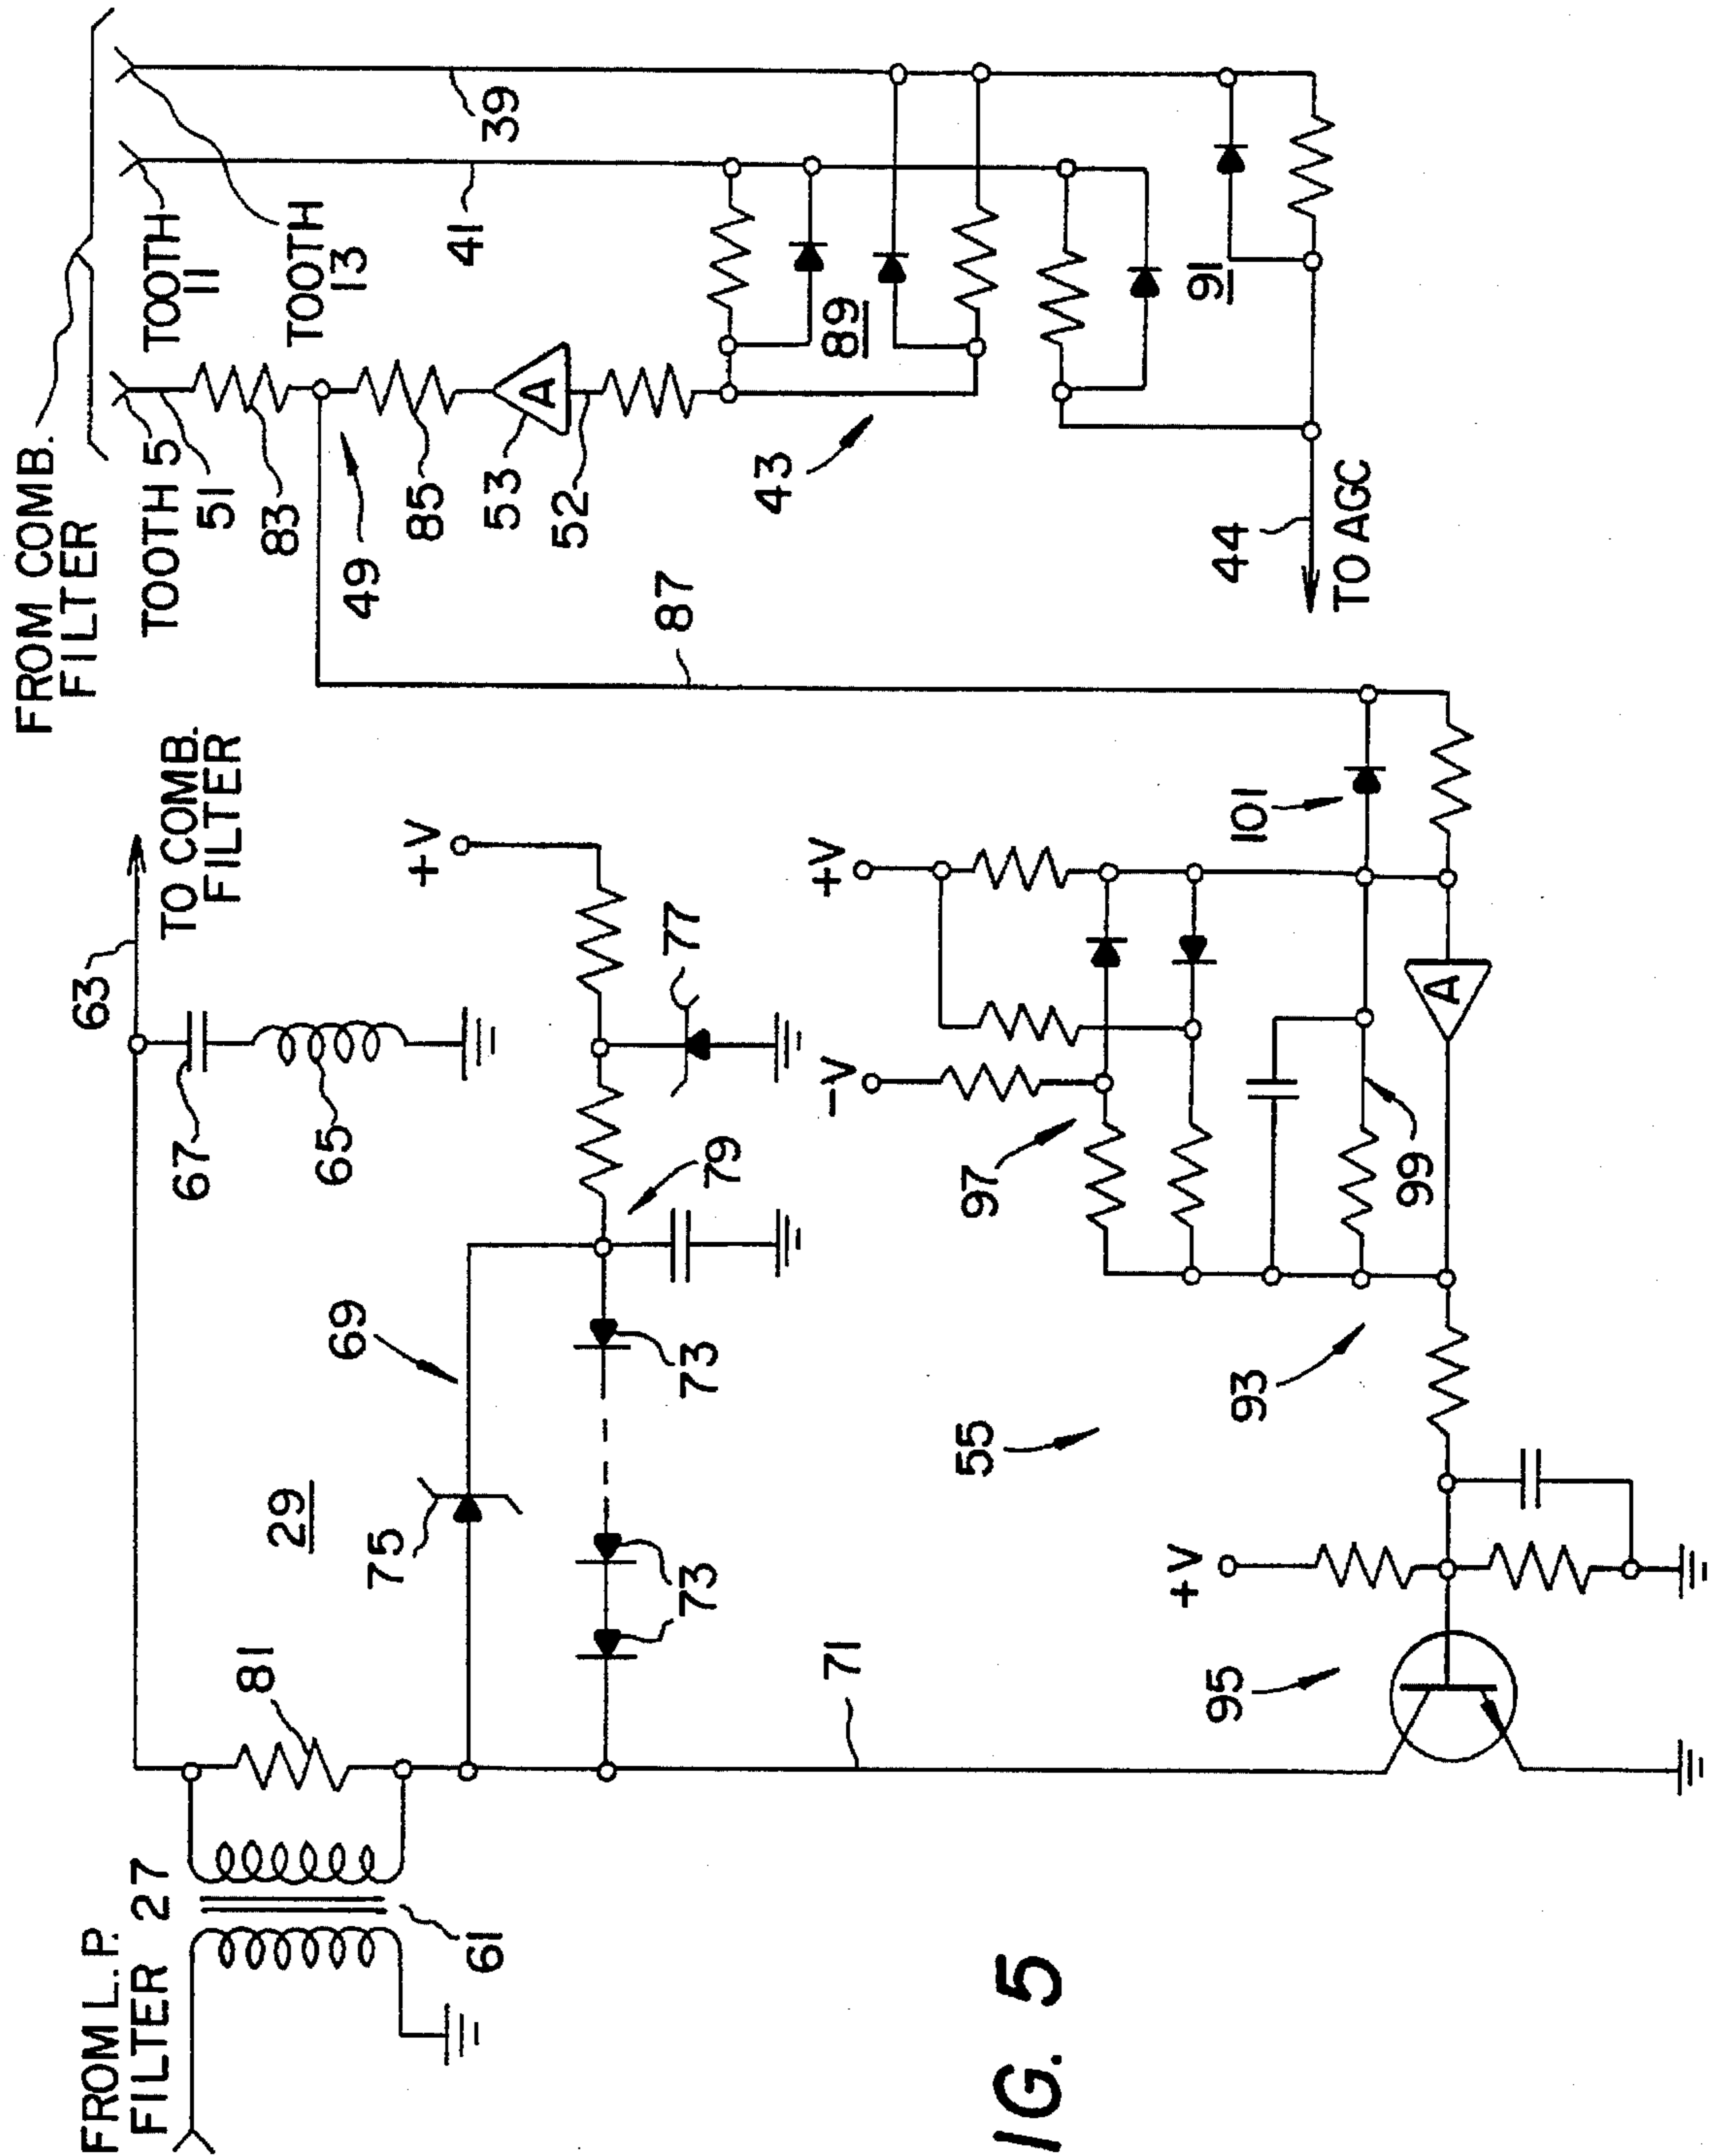 FROM L.P.
FILTER 27
61
81
29
75
69
73
73
79
77
+V
67
65
63
TO COMB.
FILTER
FROM COMB.
FILTER
TOOTH 5
51
83
49
85
53
52
TOOTH
11
TOOTH
13
41
39
43
89
91
44
TO AGC
87
71
95
+V
55
93
97
99
-V
+V
101
A
A
IG. 5